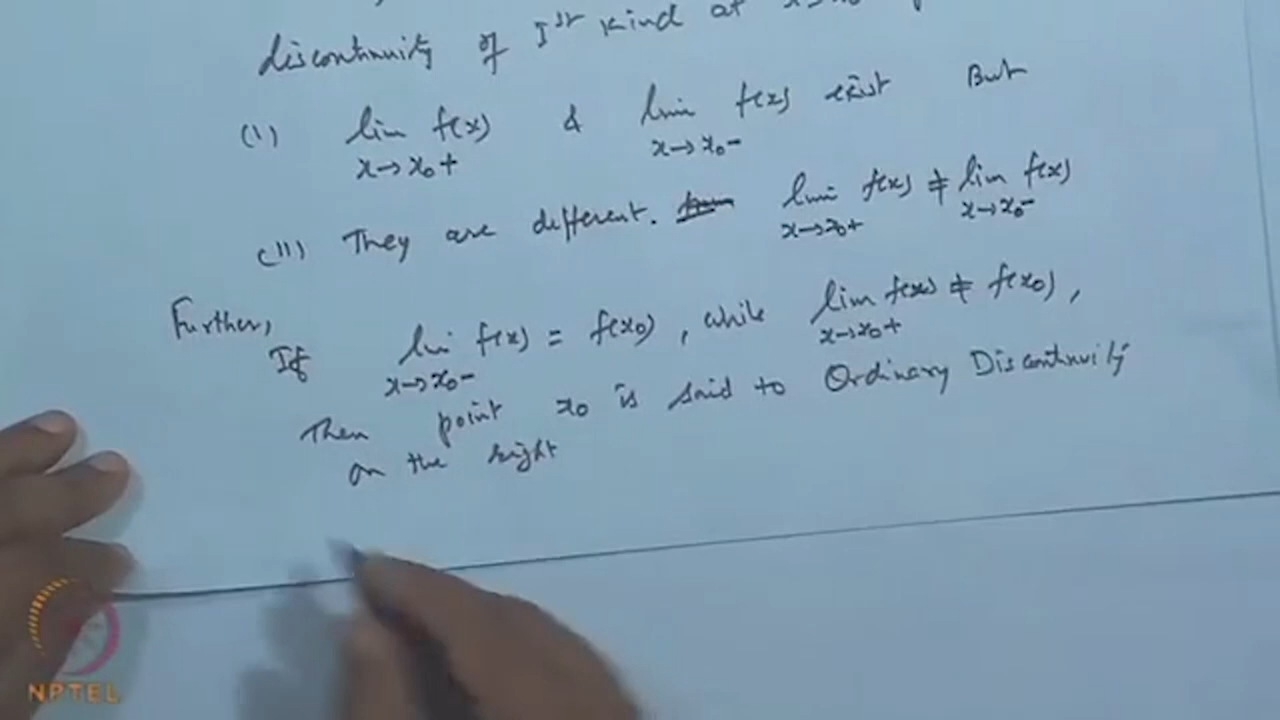 discontinuity of Ist kind at
(i) lim f(x) & lim f(x) exist But
x→x0+ x→x0-
(ii) They are different. lim f(x) ≠ lim f(x)
x→x0+ x→x0-
Further,
If lim f(x) = f(x0), while lim f(x) ≠ f(x0),
x→x0- x→x0+
Then point x0 is said to Ordinary Discontinuity
on the right
NPTEL